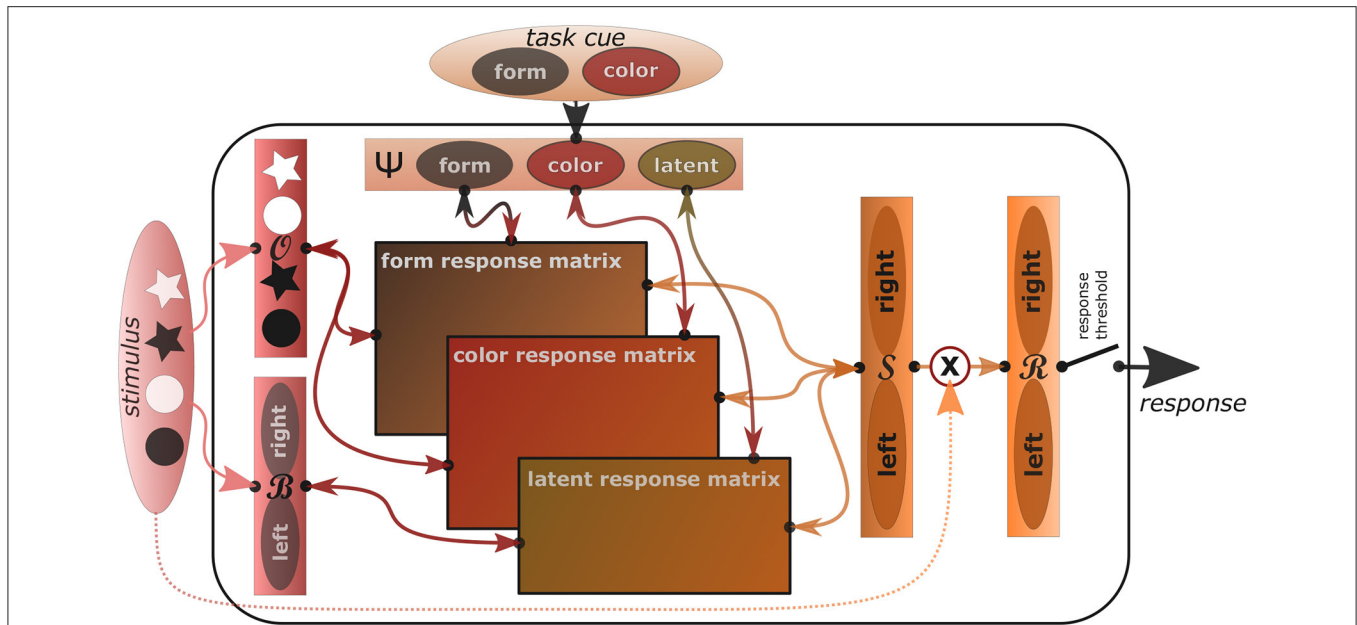 task cue
form color
Ψ form color latent
stimulus
𝒪
right
ℬ
left
form response matrix
color response matrix
latent response matrix
right
𝒮
left
X
right
ℛ
left
response
threshold
response